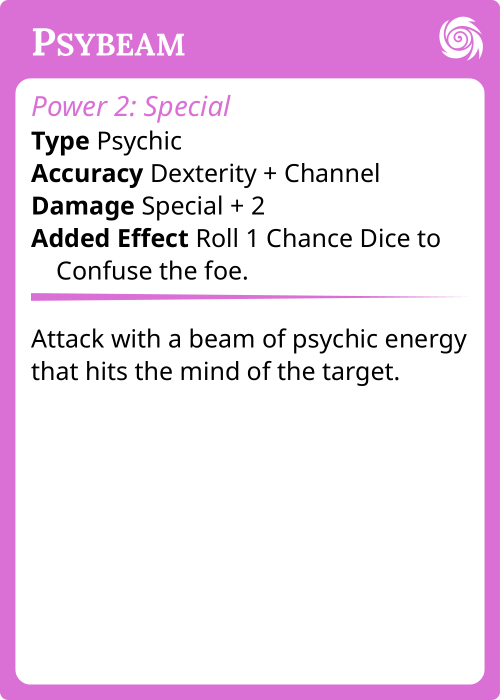 Psybeam
Power 2: Special
Type Psychic
Accuracy Dexterity + Channel
Damage Special + 2
Added Effect Roll 1 Chance Dice to
Confuse the foe.
Attack with a beam of psychic energy
that hits the mind of the target.